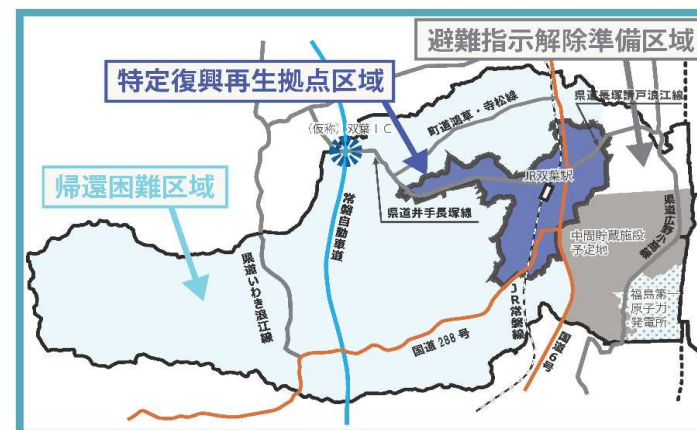 避難指示解除準備区域
特定復興再生拠点区域
県道長塚請戸浪江線
町道鴻草・寺松線
（仮称）双葉IC
JR双葉駅
帰還困難区域
県道井手長塚線
常磐自動車道
県道広野小高線
中間貯蔵施設
予定地
県道いわき浪江線
福島第一
原子力
発電所
JR常磐線
国道288号
国道6号